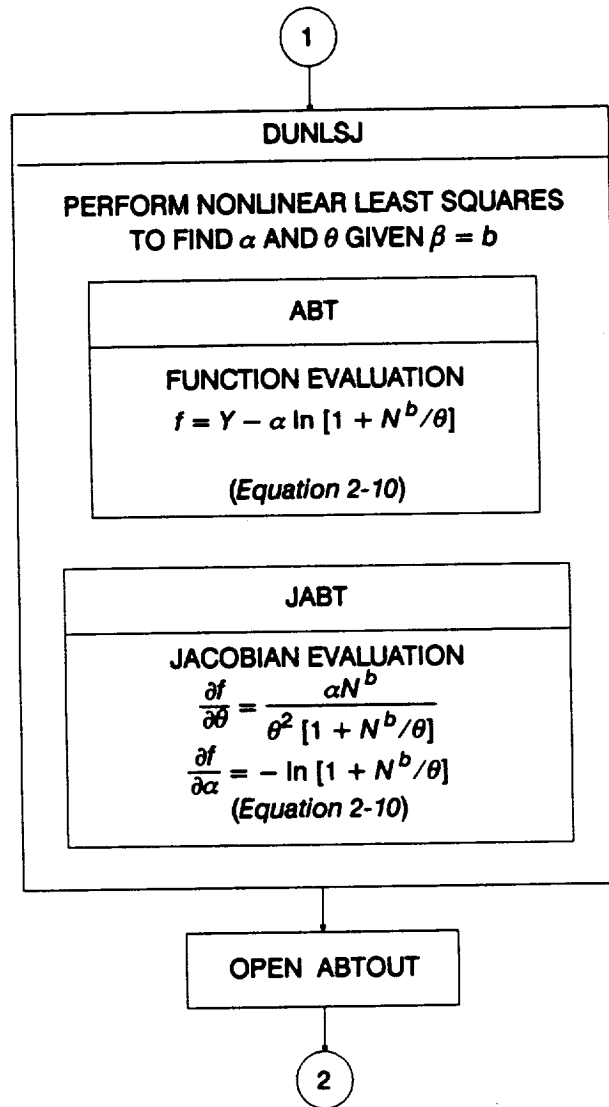 1
DUNLSJ
PERFORM NONLINEAR LEAST SQUARES
TO FIND α AND θ GIVEN β = b
ABT
FUNCTION EVALUATION
f = Y − α ln [1 + N^b/θ]
(Equation 2-10)
JABT
JACOBIAN EVALUATION
∂f/∂θ = αN^b / θ^2 [1 + N^b/θ]
∂f/∂α = − ln [1 + N^b/θ]
(Equation 2-10)
OPEN ABTOUT
2